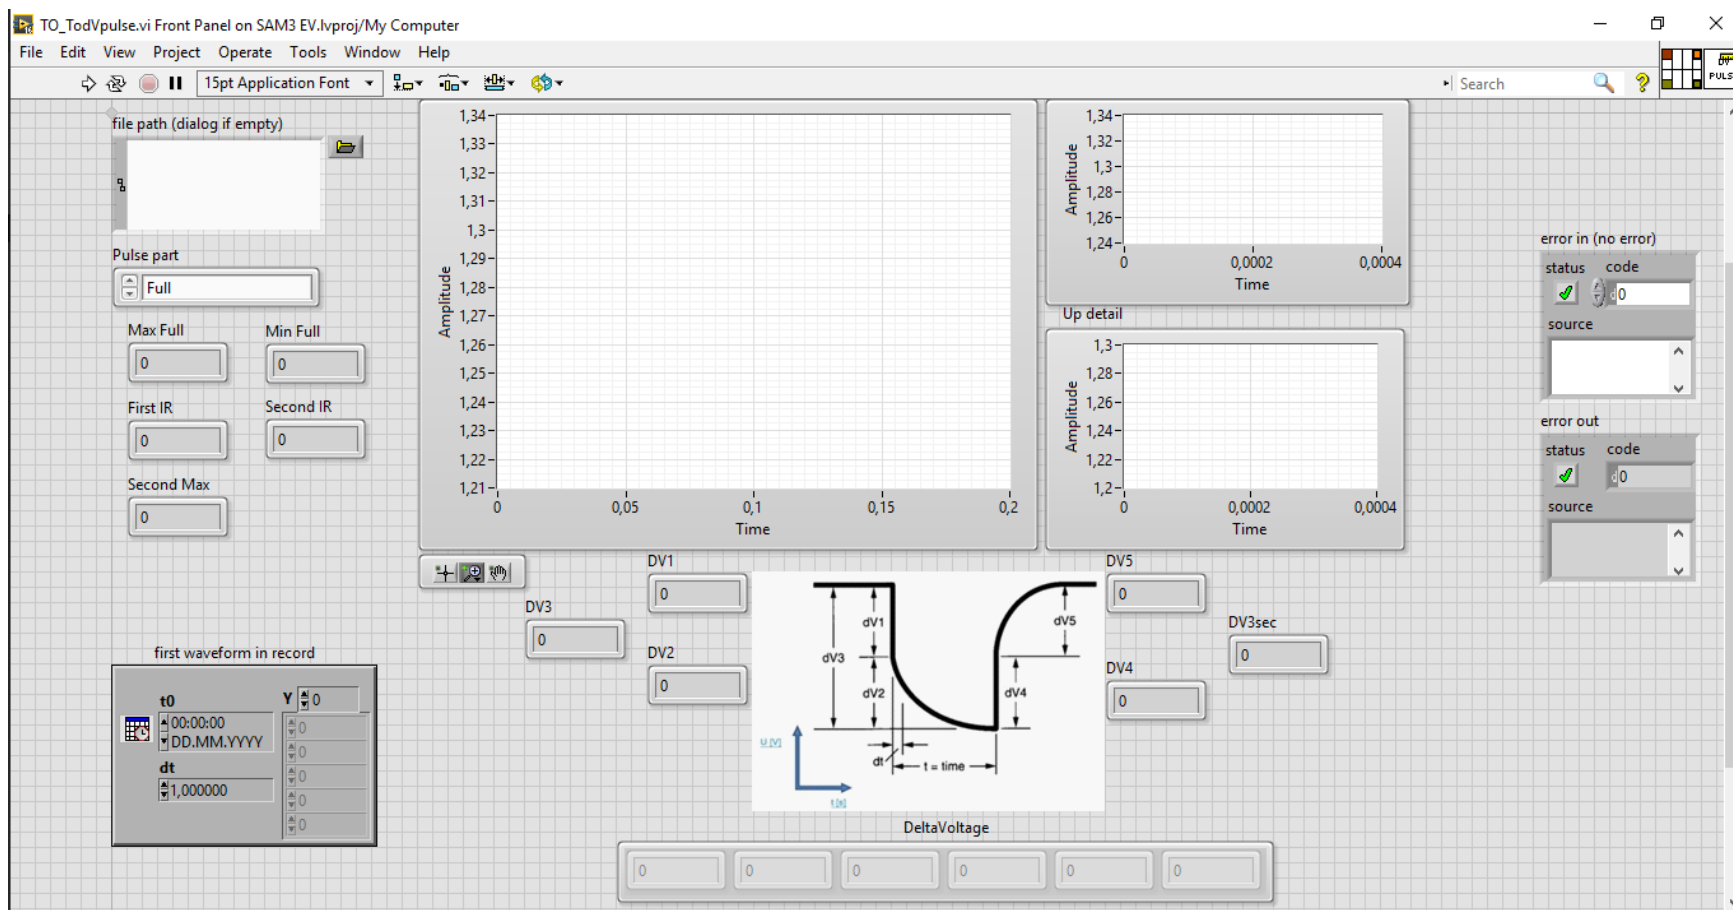 TO_TodVpulse.vi Front Panel on SAM3 EV.lvproj/My Computer
File Edit View Project Operate Tools Window Help
15pt Application Font
Search
PULS
file path (dialog if empty)
Pulse part
Full
Max Full
0
Min Full
0
First IR
0
Second IR
0
Second Max
0
1,34
1,33
1,32
1,31
1,3
1,29
1,28
1,27
1,26
1,25
1,24
1,23
1,22
1,21
Amplitude
0 0,05 0,1 0,15 0,2
Time
1,34
1,32
1,3
1,28
1,26
1,24
Amplitude
0 0,0002 0,0004
Time
Up detail
1,3
1,28
1,26
1,24
1,22
1,2
Amplitude
0 0,0002 0,0004
Time
error in (no error)
status code
0
source
error out
status code
0
source
DV1
0
DV3
0
DV2
0
dV1
dV3
dV2
dV5
dV4
U [V]
dt
t = time
t [s]
DV5
0
DV3sec
0
DV4
0
first waveform in record
t0
00:00:00
DD.MM.YYYY
dt
1,000000
Y 0
0
0
0
0
0
DeltaVoltage
0 0 0 0 0 0